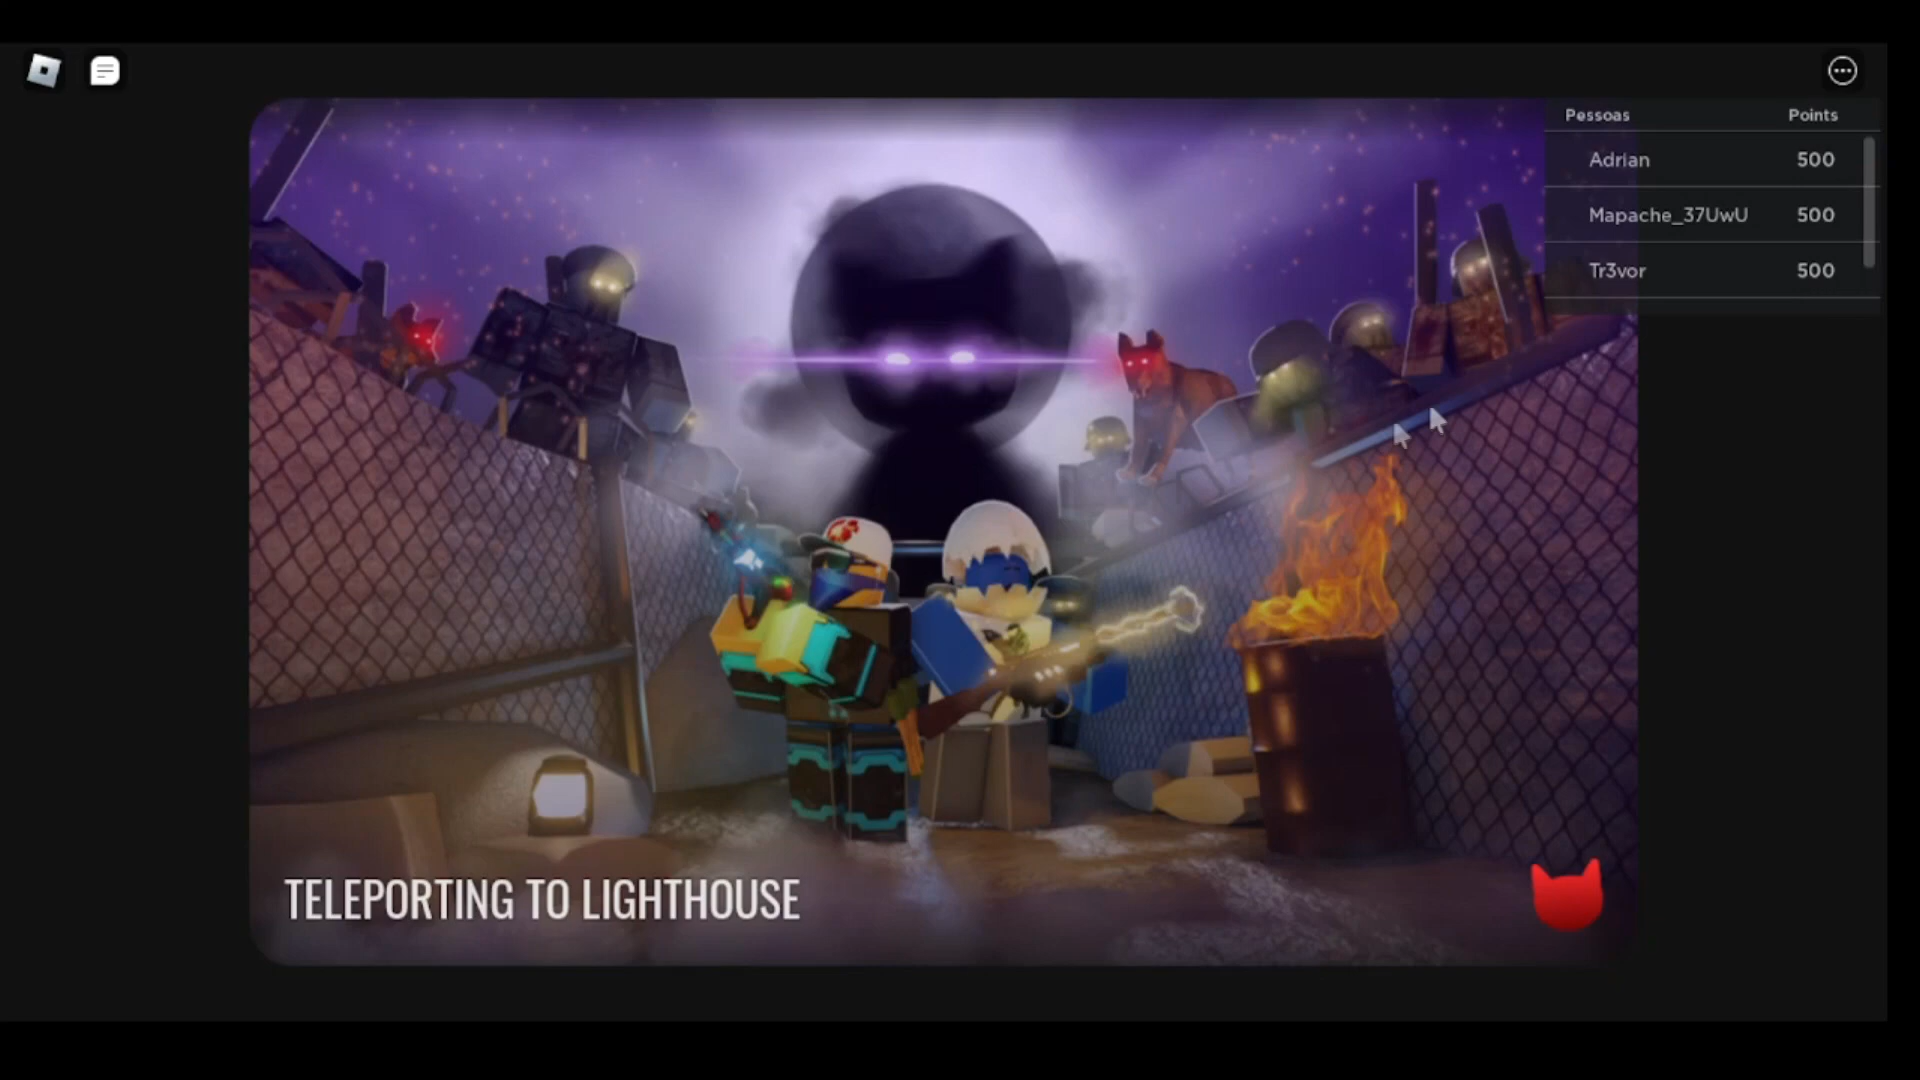 Pessoas Points
Adrian 500
Mapache_37UwU 500
Tr3vor 500
TELEPORTING TO LIGHTHOUSE